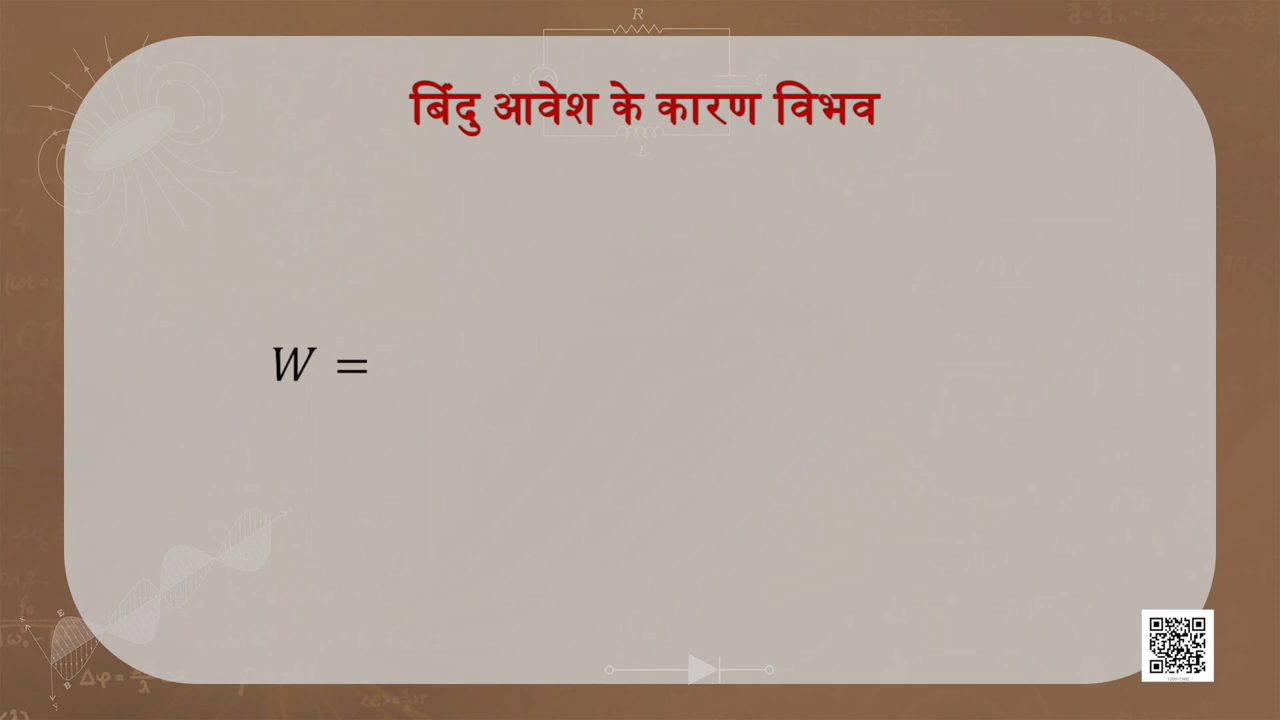 बिंदु आवेश के कारण विभव
W =